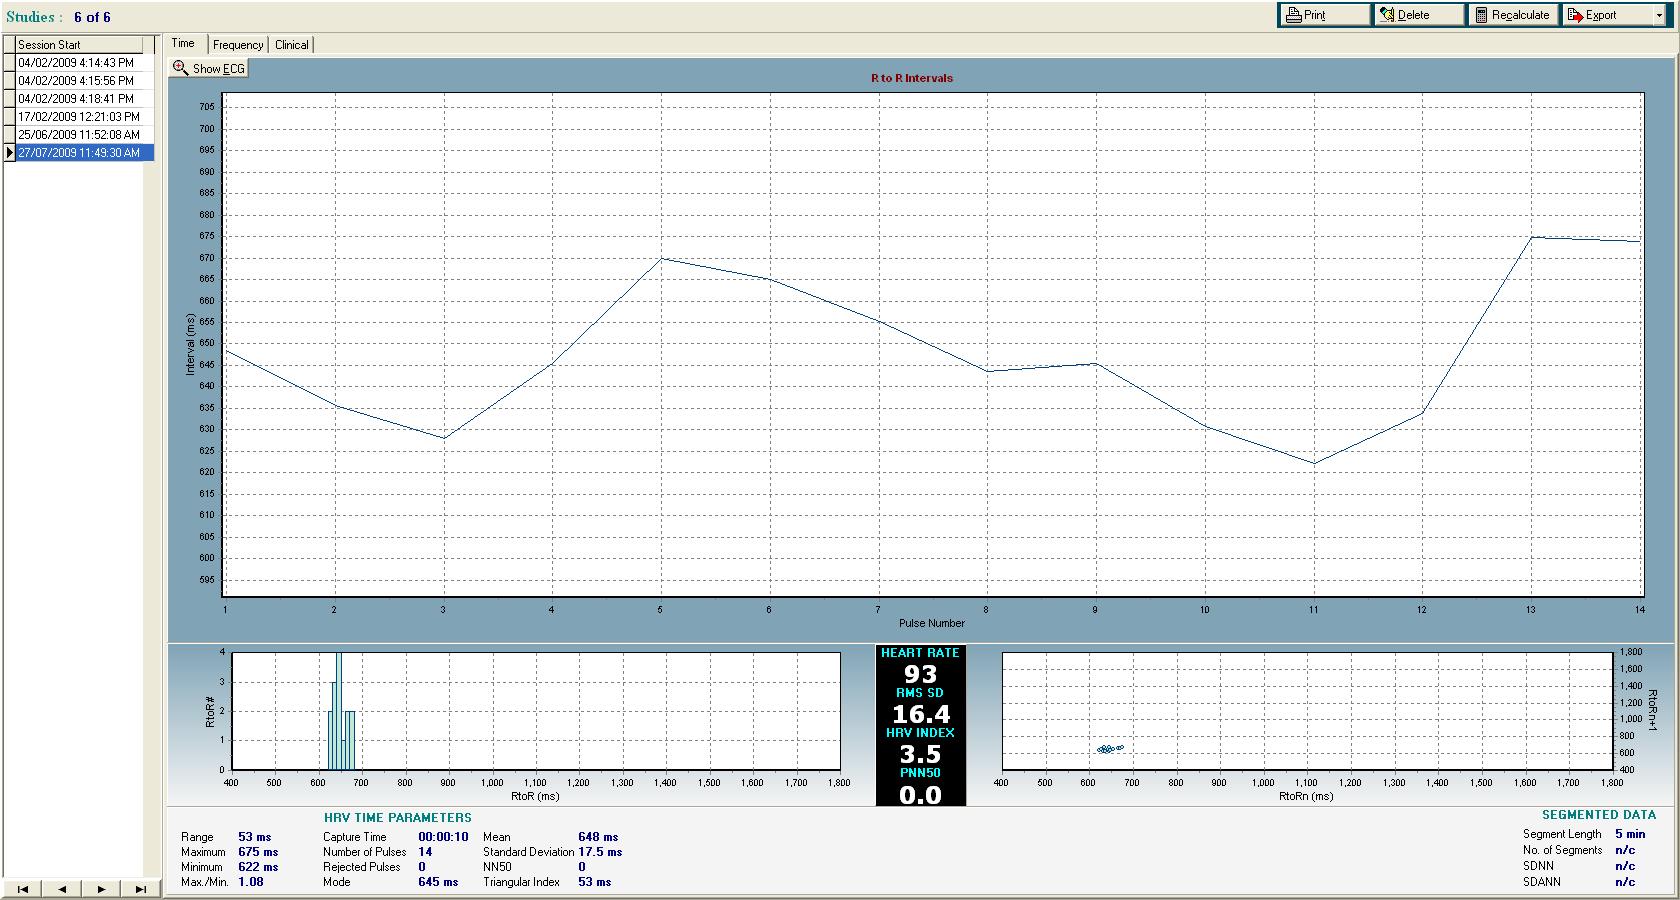 Studies : 6 of 6
Print Delete Recalculate Export
Session Start
04/02/2009 4:14:43 PM
04/02/2009 4:15:56 PM
04/02/2009 4:18:41 PM
17/02/2009 12:21:03 PM
25/06/2009 11:52:08 AM
27/07/2009 11:49:30 AM
Time Frequency Clinical
Show ECG
R to R Intervals
705
700
695
690
685
680
675
670
665
660
655
650
645
640
635
630
625
620
615
610
605
600
595
Interval (ms)
1 2 3 4 5 6 7 8 9 10 11 12 13 14
Pulse Number
4
3
2
1
0
RtoR#
400 500 600 700 800 900 1,000 1,100 1,200 1,300 1,400 1,500 1,600 1,700 1,800
RtoR (ms)
HEART RATE
93
RMS SD
16.4
HRV INDEX
3.5
PNN50
0.0
1,800
1,600
1,400
1,200
1,000
800
600
400
RtoRn+1
400 500 600 700 800 900 1,000 1,100 1,200 1,300 1,400 1,500 1,600 1,700 1,800
RtoRn (ms)
HRV TIME PARAMETERS
Range 53 ms Capture Time 00:00:10 Mean 648 ms
Maximum 675 ms Number of Pulses 14 Standard Deviation 17.5 ms
Minimum 622 ms Rejected Pulses 0 NN50 0
Max./Min. 1.08 Mode 645 ms Triangular Index 53 ms
SEGMENTED DATA
Segment Length 5 min
No. of Segments n/c
SDNN n/c
SDANN n/c